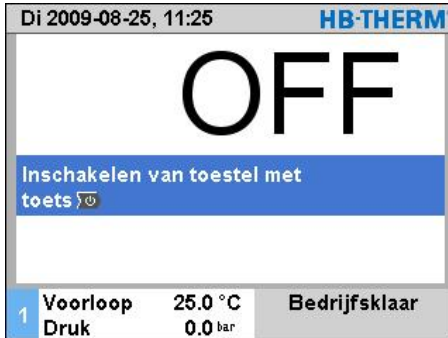 Di 2009-08-25, 11:25 HB-THERM
OFF
Inschakelen van toestel met
toets
1 Voorloop 25.0 °C Bedrijfsklaar
Druk 0.0 bar